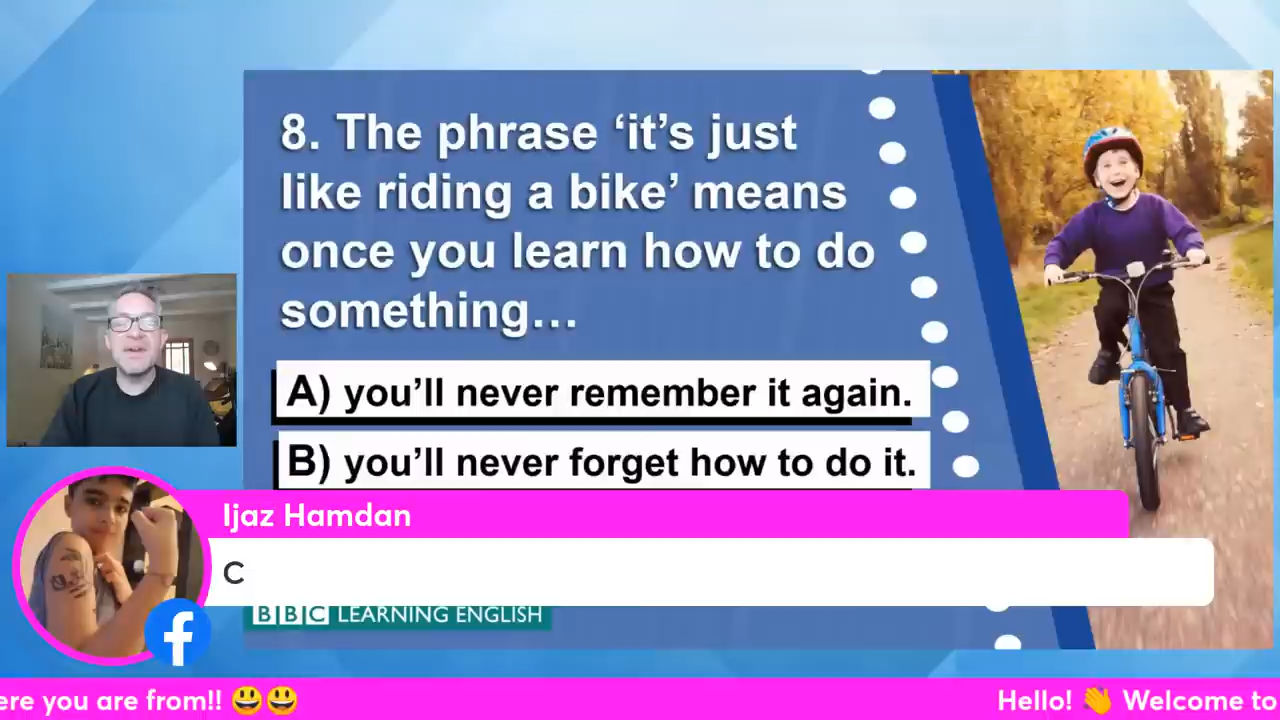 8. The phrase ‘it’s just
like riding a bike’ means
once you learn how to do
something…
A) you’ll never remember it again.
B) you’ll never forget how to do it.
Ijaz Hamdan
C
BBC LEARNING ENGLISH
ere you are from!! 😃😃 Hello! 👋 Welcome to